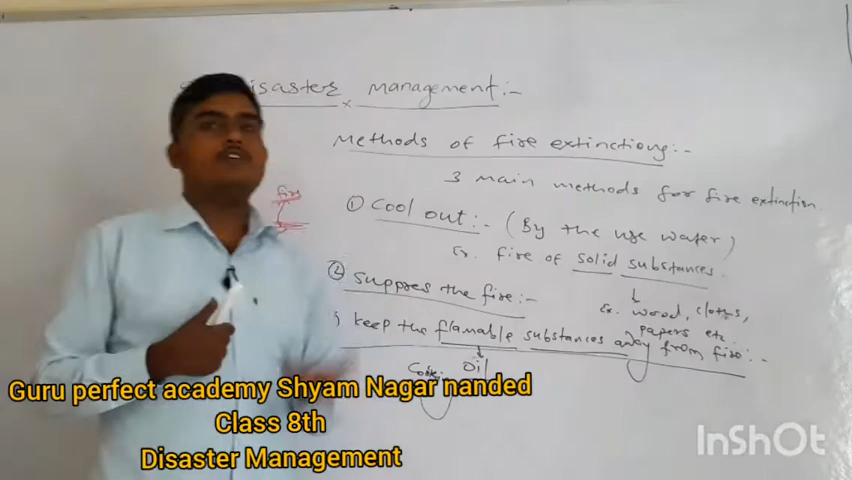 isasters management:-
Methods of fire extinctions:-
3 main methods for fire extinction.
fire
① Cool out:- (By the use water)
Ex. fire of solid substances.
Ex. wood, cloths,
papers etc.
② Suppres the fire:-
keep the flamable substances away from fire:-
Oil
Guru perfect academy Shyam Nagar nanded
Class 8th
Disaster Management
InShOt